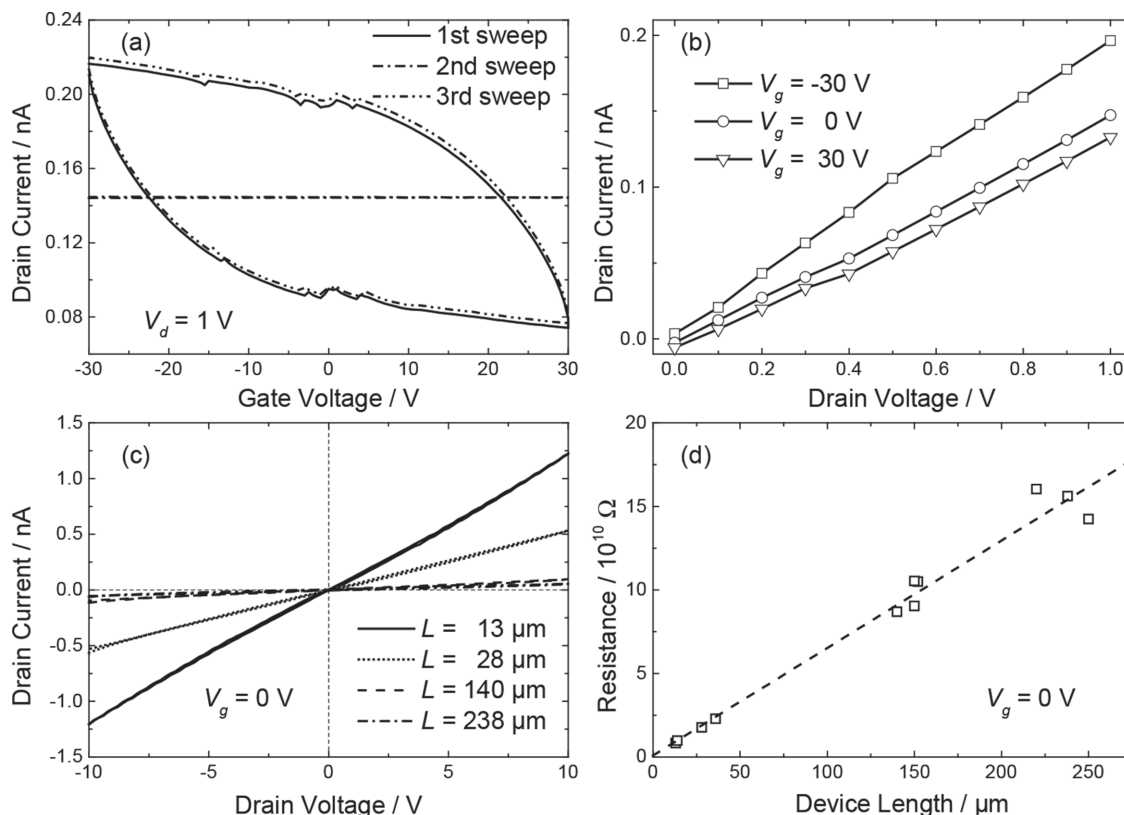 (a)
1st sweep
2nd sweep
3rd sweep
V_d = 1 V
0.24
0.20
0.16
0.12
0.08
-30 -20 -10 0 10 20 30
Gate Voltage / V
Drain Current / nA
(b)
V_g = -30 V
V_g = 0 V
V_g = 30 V
0.2
0.1
0.0
0.0 0.2 0.4 0.6 0.8 1.0
Drain Voltage / V
Drain Current / nA
(c)
L = 13 µm
L = 28 µm
L = 140 µm
L = 238 µm
V_g = 0 V
1.5
1.0
0.5
0.0
-0.5
-1.0
-1.5
-10 -5 0 5 10
Drain Voltage / V
Drain Current / nA
(d)
V_g = 0 V
20
15
10
5
0
0 50 100 150 200 250
Device Length / µm
Resistance / 10^10 Ω